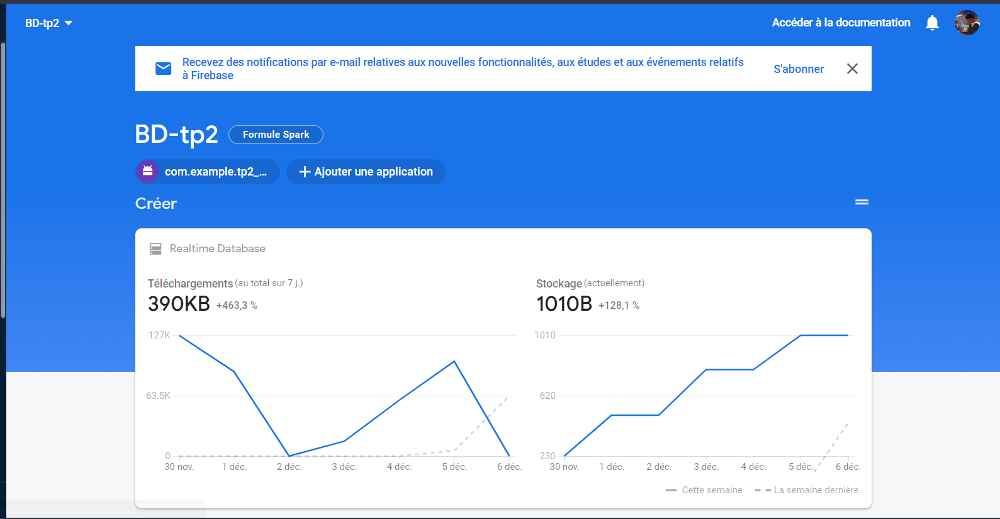 BD-tp2
Accéder à la documentation
Recevez des notifications par e-mail relatives aux nouvelles fonctionnalités, aux études et aux événements relatifs
à Firebase
S'abonner
BD-tp2
Formule Spark
com.example.tp2_...
+ Ajouter une application
Créer
Realtime Database
Téléchargements (au total sur 7 j.)
390KB +463,3 %
127K
63.5K
0
30 nov. 1 déc. 2 déc. 3 déc. 4 déc. 5 déc. 6 déc.
Stockage (actuellement)
1010B +128,1 %
1010
620
230
30 nov. 1 déc. 2 déc. 3 déc. 4 déc. 5 déc. 6 déc.
Cette semaine
La semaine dernière